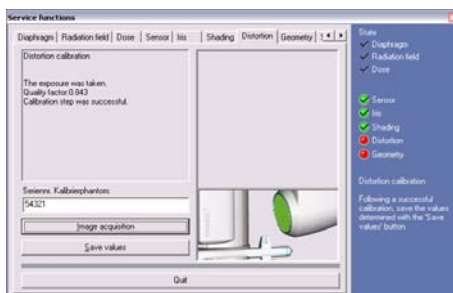 Service functions
Diaphragm Radiation field Dose Sensor Iris Shading Distortion Geometry
Distortion calibration
The exposure was taken.
Quality factor:0.843
Calibration step was successful.
Seriennr. Kalibrierphantom:
54321
Image acquisition
Save values
Quit
State
Diaphragm
Radiation field
Dose
Sensor
Iris
Shading
Distortion
Geometry
Distortion calibration
Following a successful
calibration, save the values
determined with the 'Save
values' button.